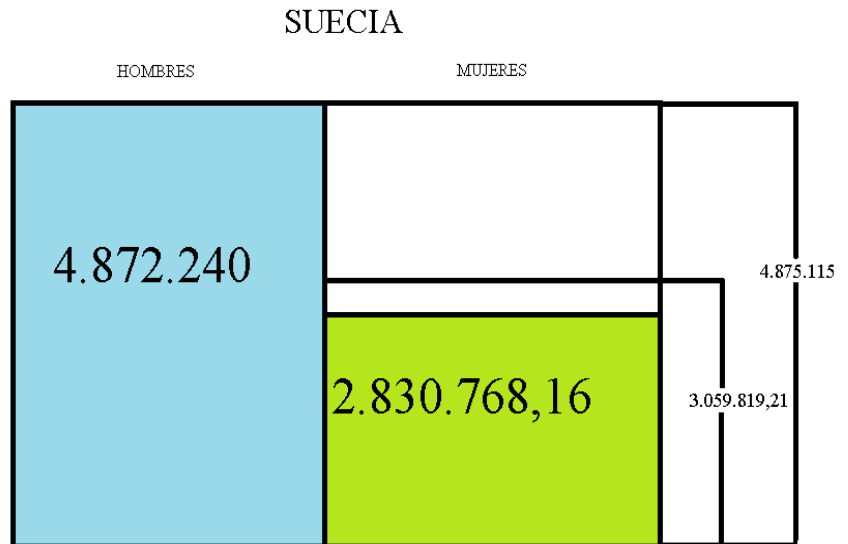 SUECIA
HOMBRES
MUJERES
4.872.240
4.875.115
2.830.768,16
3.059.819,21